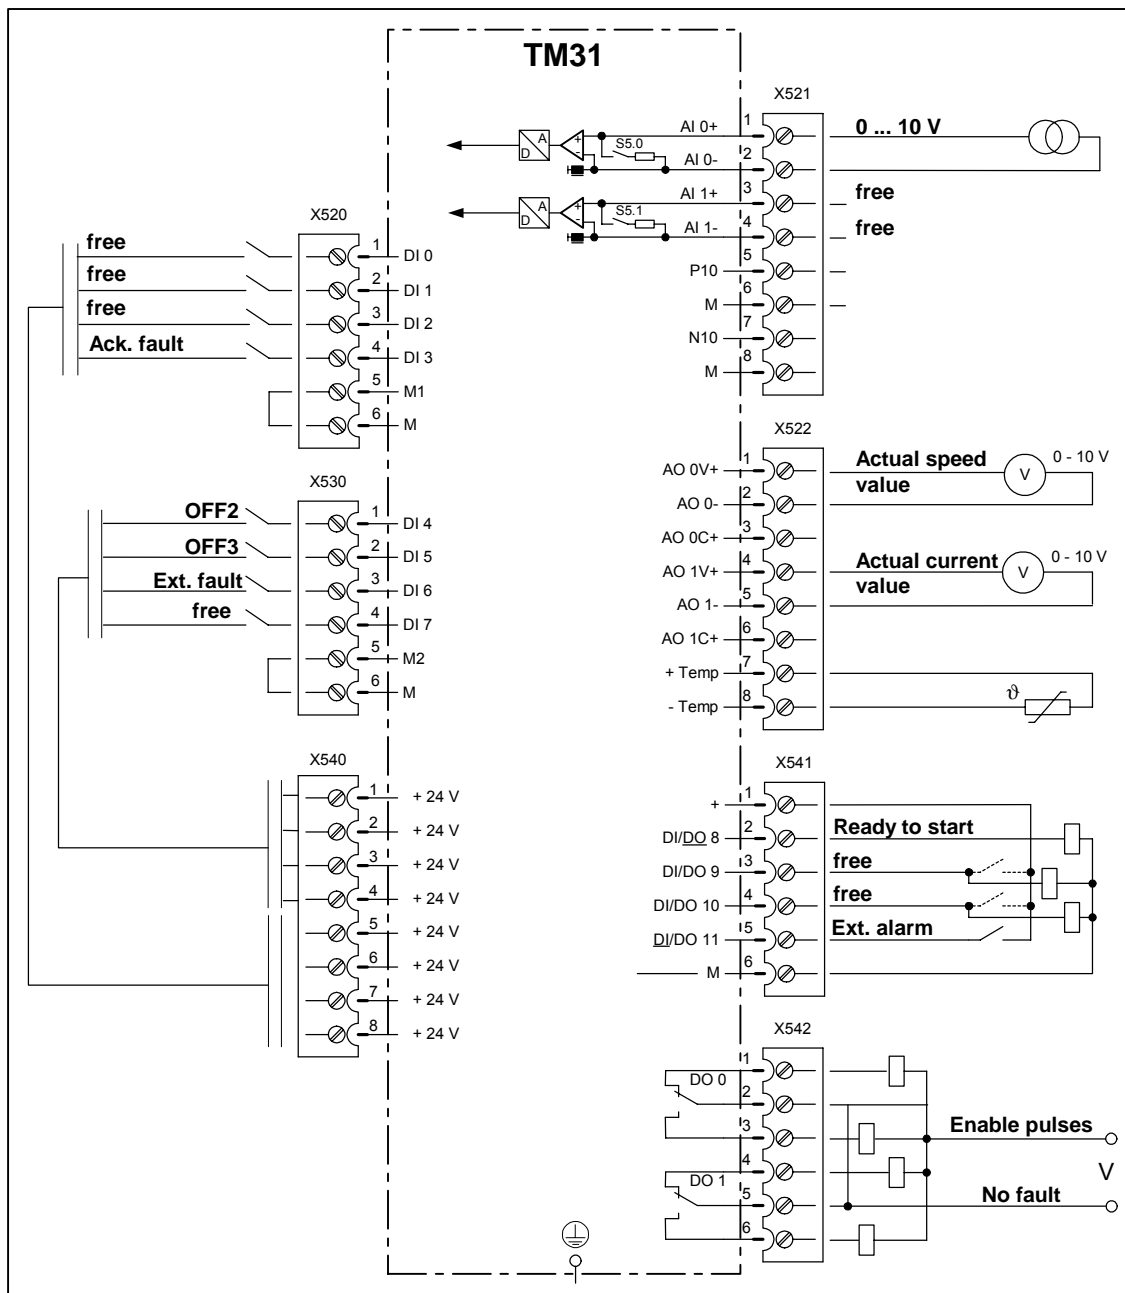 TM31
X521
1 AI 0+ 0 ... 10 V
S5.0
2 AI 0-
3 AI 1+ free
S5.1
4 AI 1- free
5 P10
6 M
7 N10
8 M
A
D
+
-
A
D
+
-
X520
free 1 DI 0
free 2 DI 1
free 3 DI 2
Ack. fault 4 DI 3
5 M1
6 M
X522
AO 0V+ 1 Actual speed value V 0 - 10 V
AO 0- 2
AO 0C+ 3
AO 1V+ 4 Actual current value V 0 - 10 V
AO 1- 5
AO 1C+ 6
+ Temp 7
- Temp 8 ϑ
X530
OFF2 1 DI 4
OFF3 2 DI 5
Ext. fault 3 DI 6
free 4 DI 7
5 M2
6 M
X540
1 + 24 V
2 + 24 V
3 + 24 V
4 + 24 V
5 + 24 V
6 + 24 V
7 + 24 V
8 + 24 V
X541
+ 1
DI/DO 8 2 Ready to start
DI/DO 9 3 free
DI/DO 10 4 free
DI/DO 11 5 Ext. alarm
M 6
X542
1
DO 0 2
3 Enable pulses
4 V
DO 1 5 No fault
6